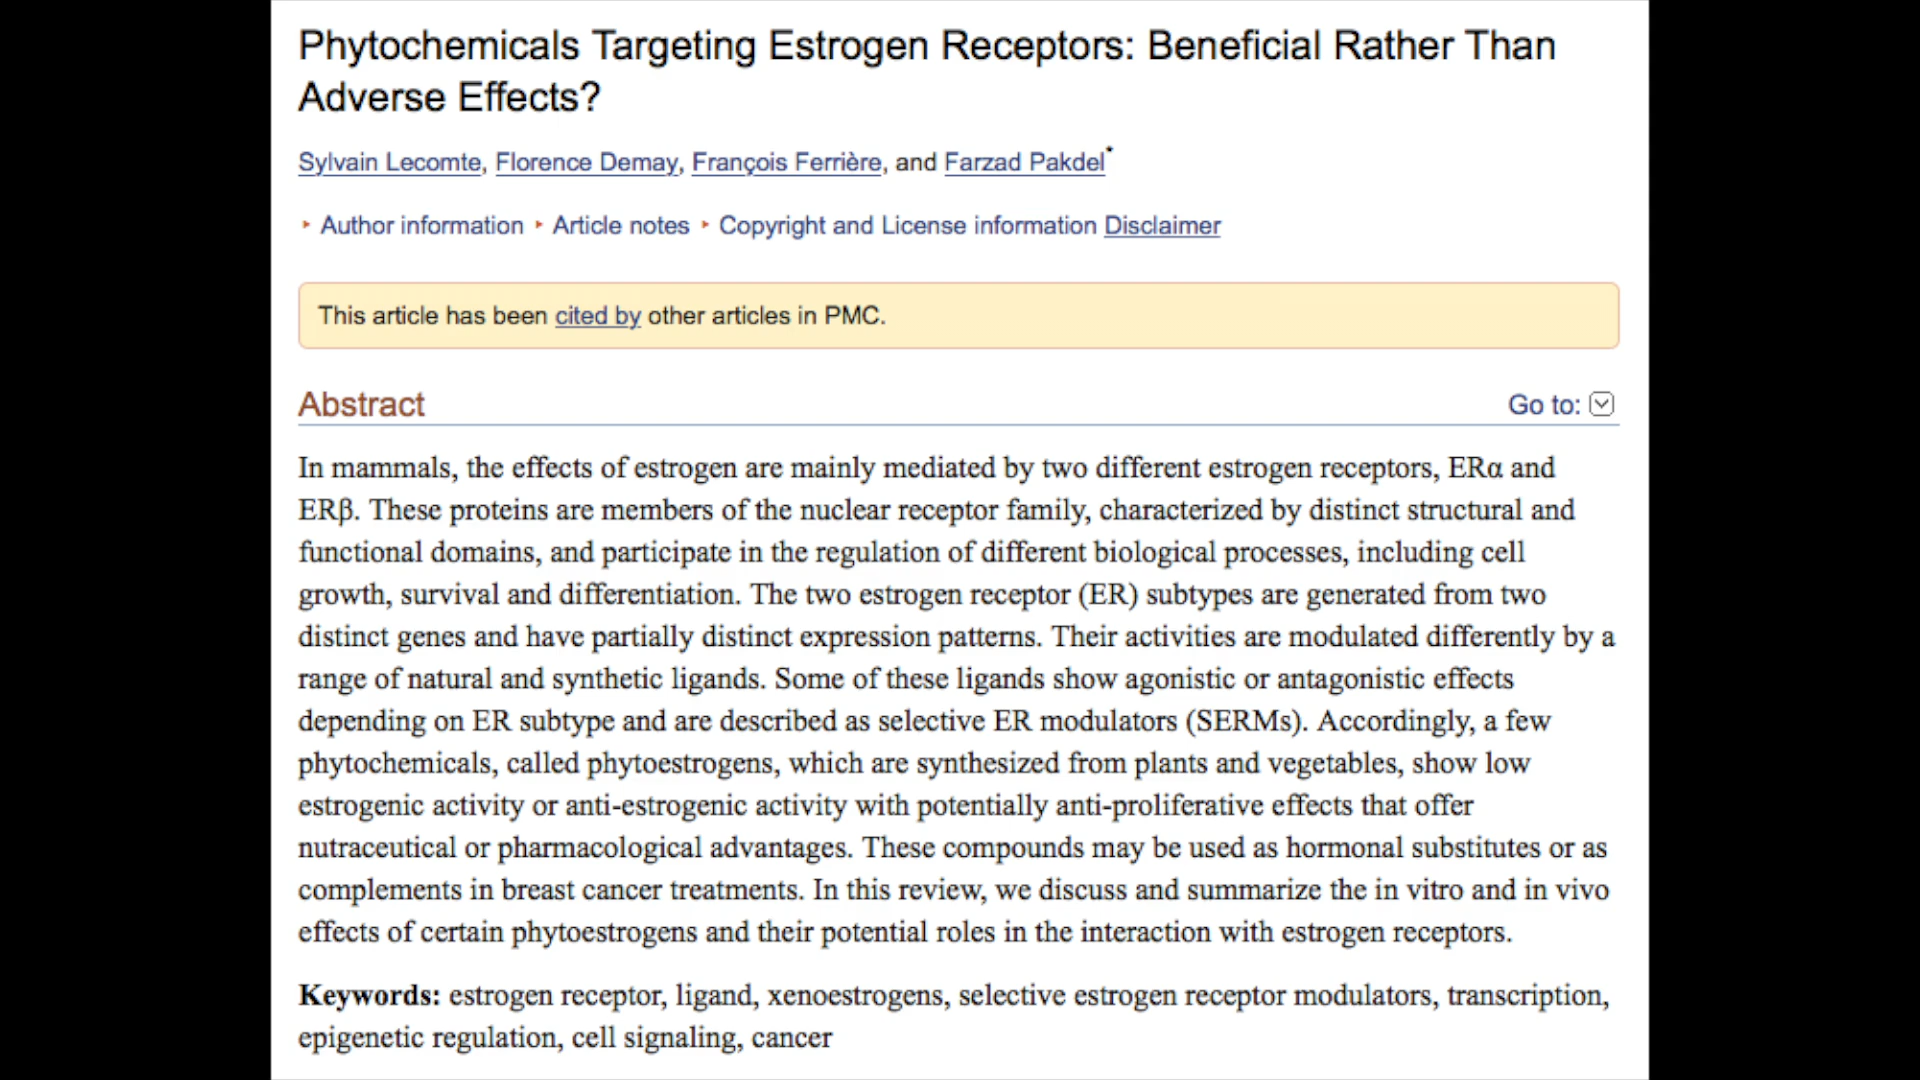 Phytochemicals Targeting Estrogen Receptors: Beneficial Rather Than
Adverse Effects?
Sylvain Lecomte, Florence Demay, François Ferrière, and Farzad Pakdel*
‣ Author information ‣ Article notes ‣ Copyright and License information Disclaimer
This article has been cited by other articles in PMC.
Abstract
Go to:
In mammals, the effects of estrogen are mainly mediated by two different estrogen receptors, ERα and
ERβ. These proteins are members of the nuclear receptor family, characterized by distinct structural and
functional domains, and participate in the regulation of different biological processes, including cell
growth, survival and differentiation. The two estrogen receptor (ER) subtypes are generated from two
distinct genes and have partially distinct expression patterns. Their activities are modulated differently by a
range of natural and synthetic ligands. Some of these ligands show agonistic or antagonistic effects
depending on ER subtype and are described as selective ER modulators (SERMs). Accordingly, a few
phytochemicals, called phytoestrogens, which are synthesized from plants and vegetables, show low
estrogenic activity or anti-estrogenic activity with potentially anti-proliferative effects that offer
nutraceutical or pharmacological advantages. These compounds may be used as hormonal substitutes or as
complements in breast cancer treatments. In this review, we discuss and summarize the in vitro and in vivo
effects of certain phytoestrogens and their potential roles in the interaction with estrogen receptors.
Keywords: estrogen receptor, ligand, xenoestrogens, selective estrogen receptor modulators, transcription,
epigenetic regulation, cell signaling, cancer